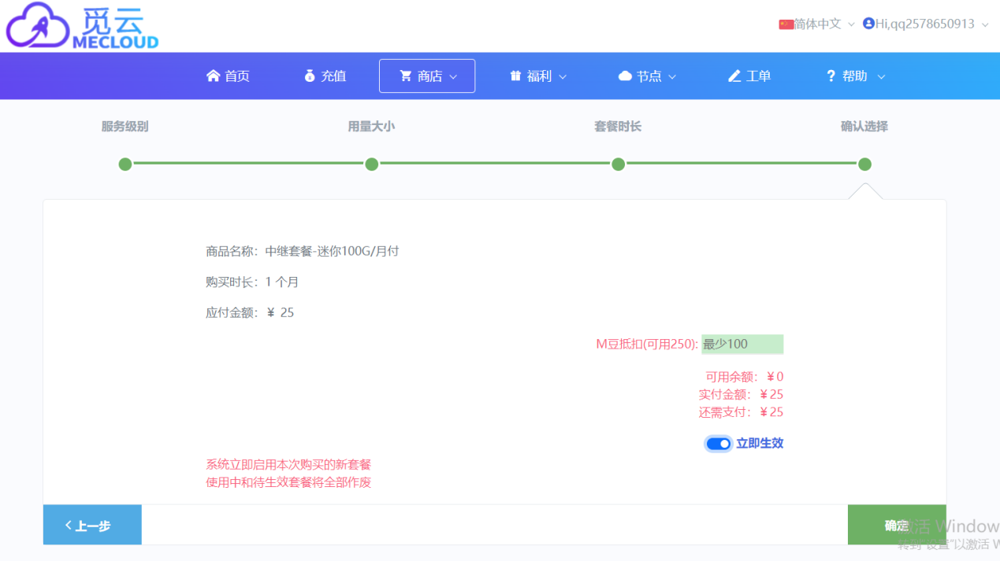 觅云
MECLOUD
简体中文
Hi,qq2578650913
首页
充值
商店
福利
节点
工单
? 帮助
服务级别
用量大小
套餐时长
确认选择
商品名称：中继套餐-迷你100G/月付
购买时长：1 个月
应付金额：￥ 25
M豆抵扣(可用250): 最少100
可用余额：￥0
实付金额：￥25
还需支付：￥25
立即生效
系统立即启用本次购买的新套餐
使用中和待生效套餐将全部作废
上一步
确定
激活 Window
转到"设置"以激活 W